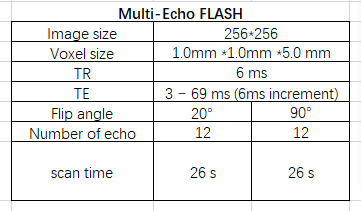 Multi-Echo FLASH
Image size 256*256
Voxel size 1.0mm *1.0mm *5.0 mm
TR 6 ms
TE 3 - 69 ms (6ms increment)
Flip angle 20° 90°
Number of echo 12 12
scan time 26 s 26 s